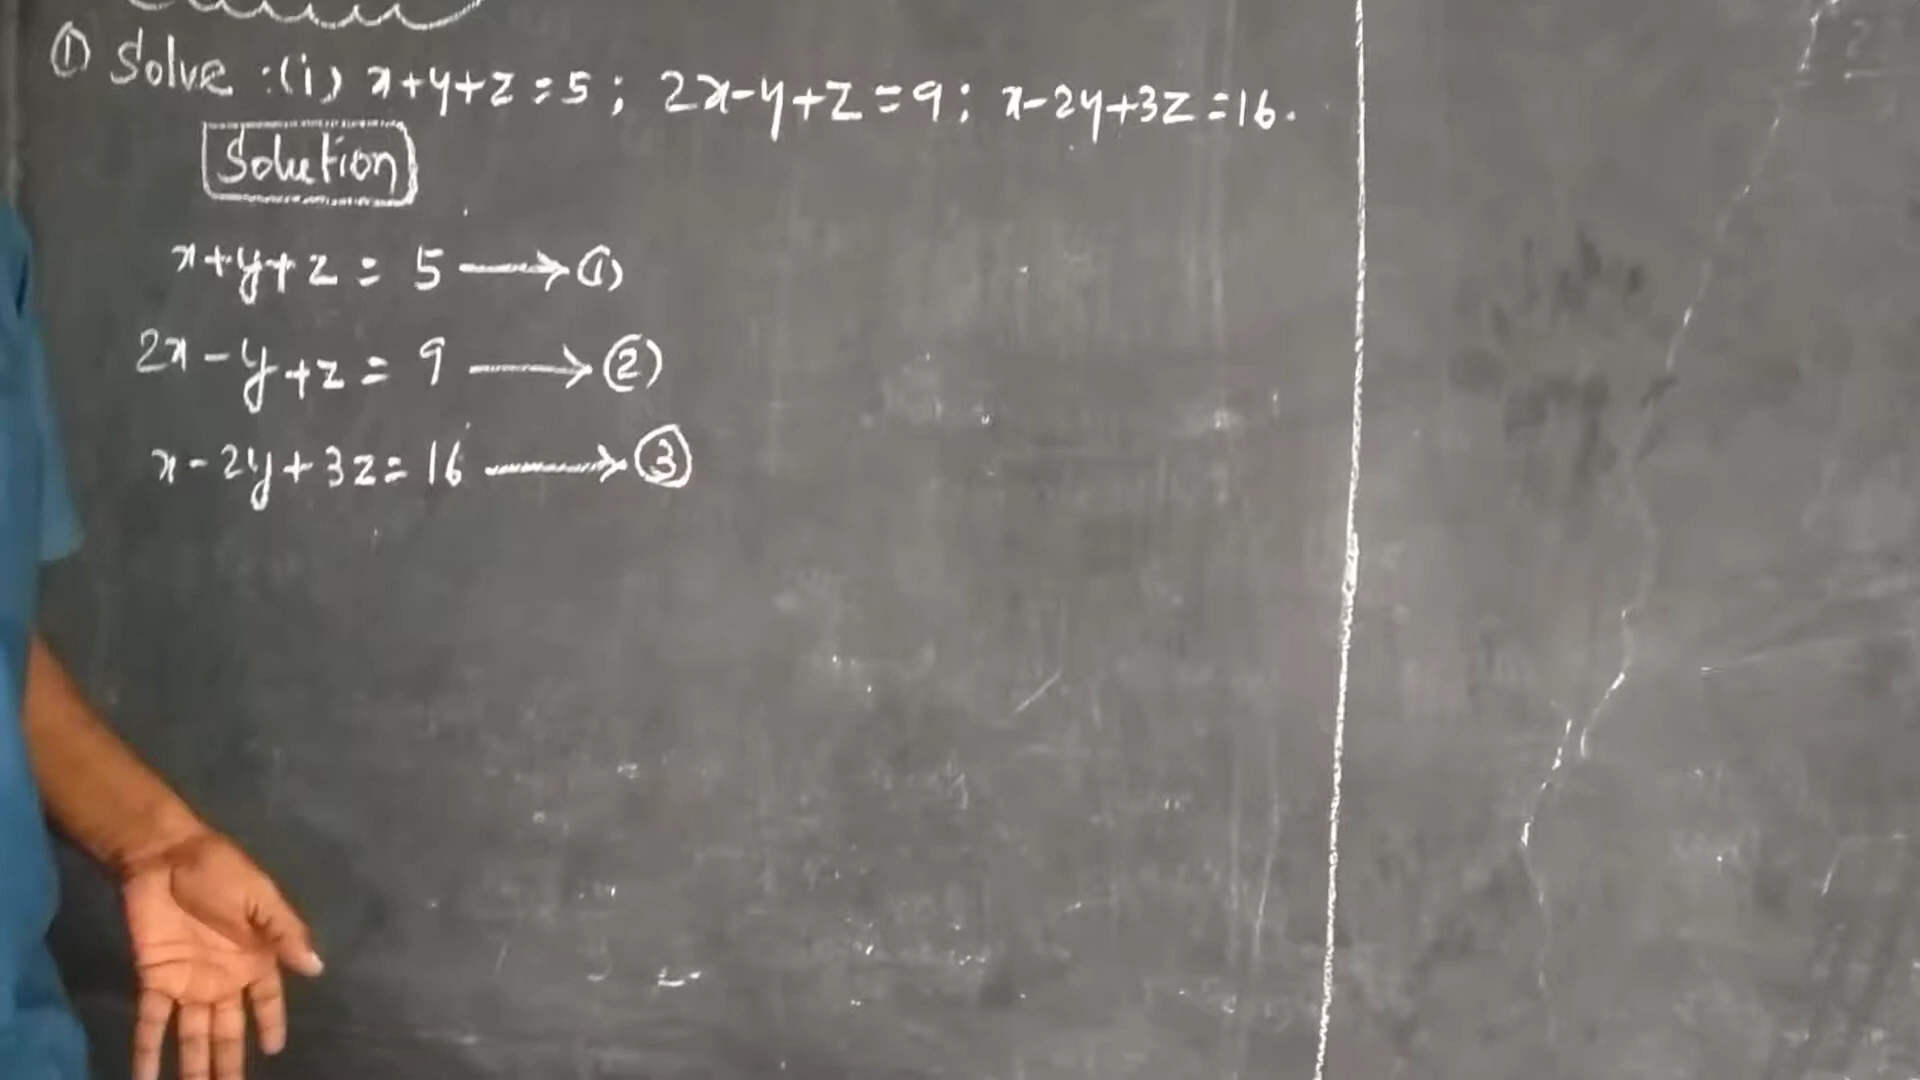 ① Solve :(i) x+y+z=5; 2x-y+z=9; x-2y+3z=16.
Solution
x+y+z = 5 → ①
2x-y+z = 9 → ②
x-2y+3z=16 → ③